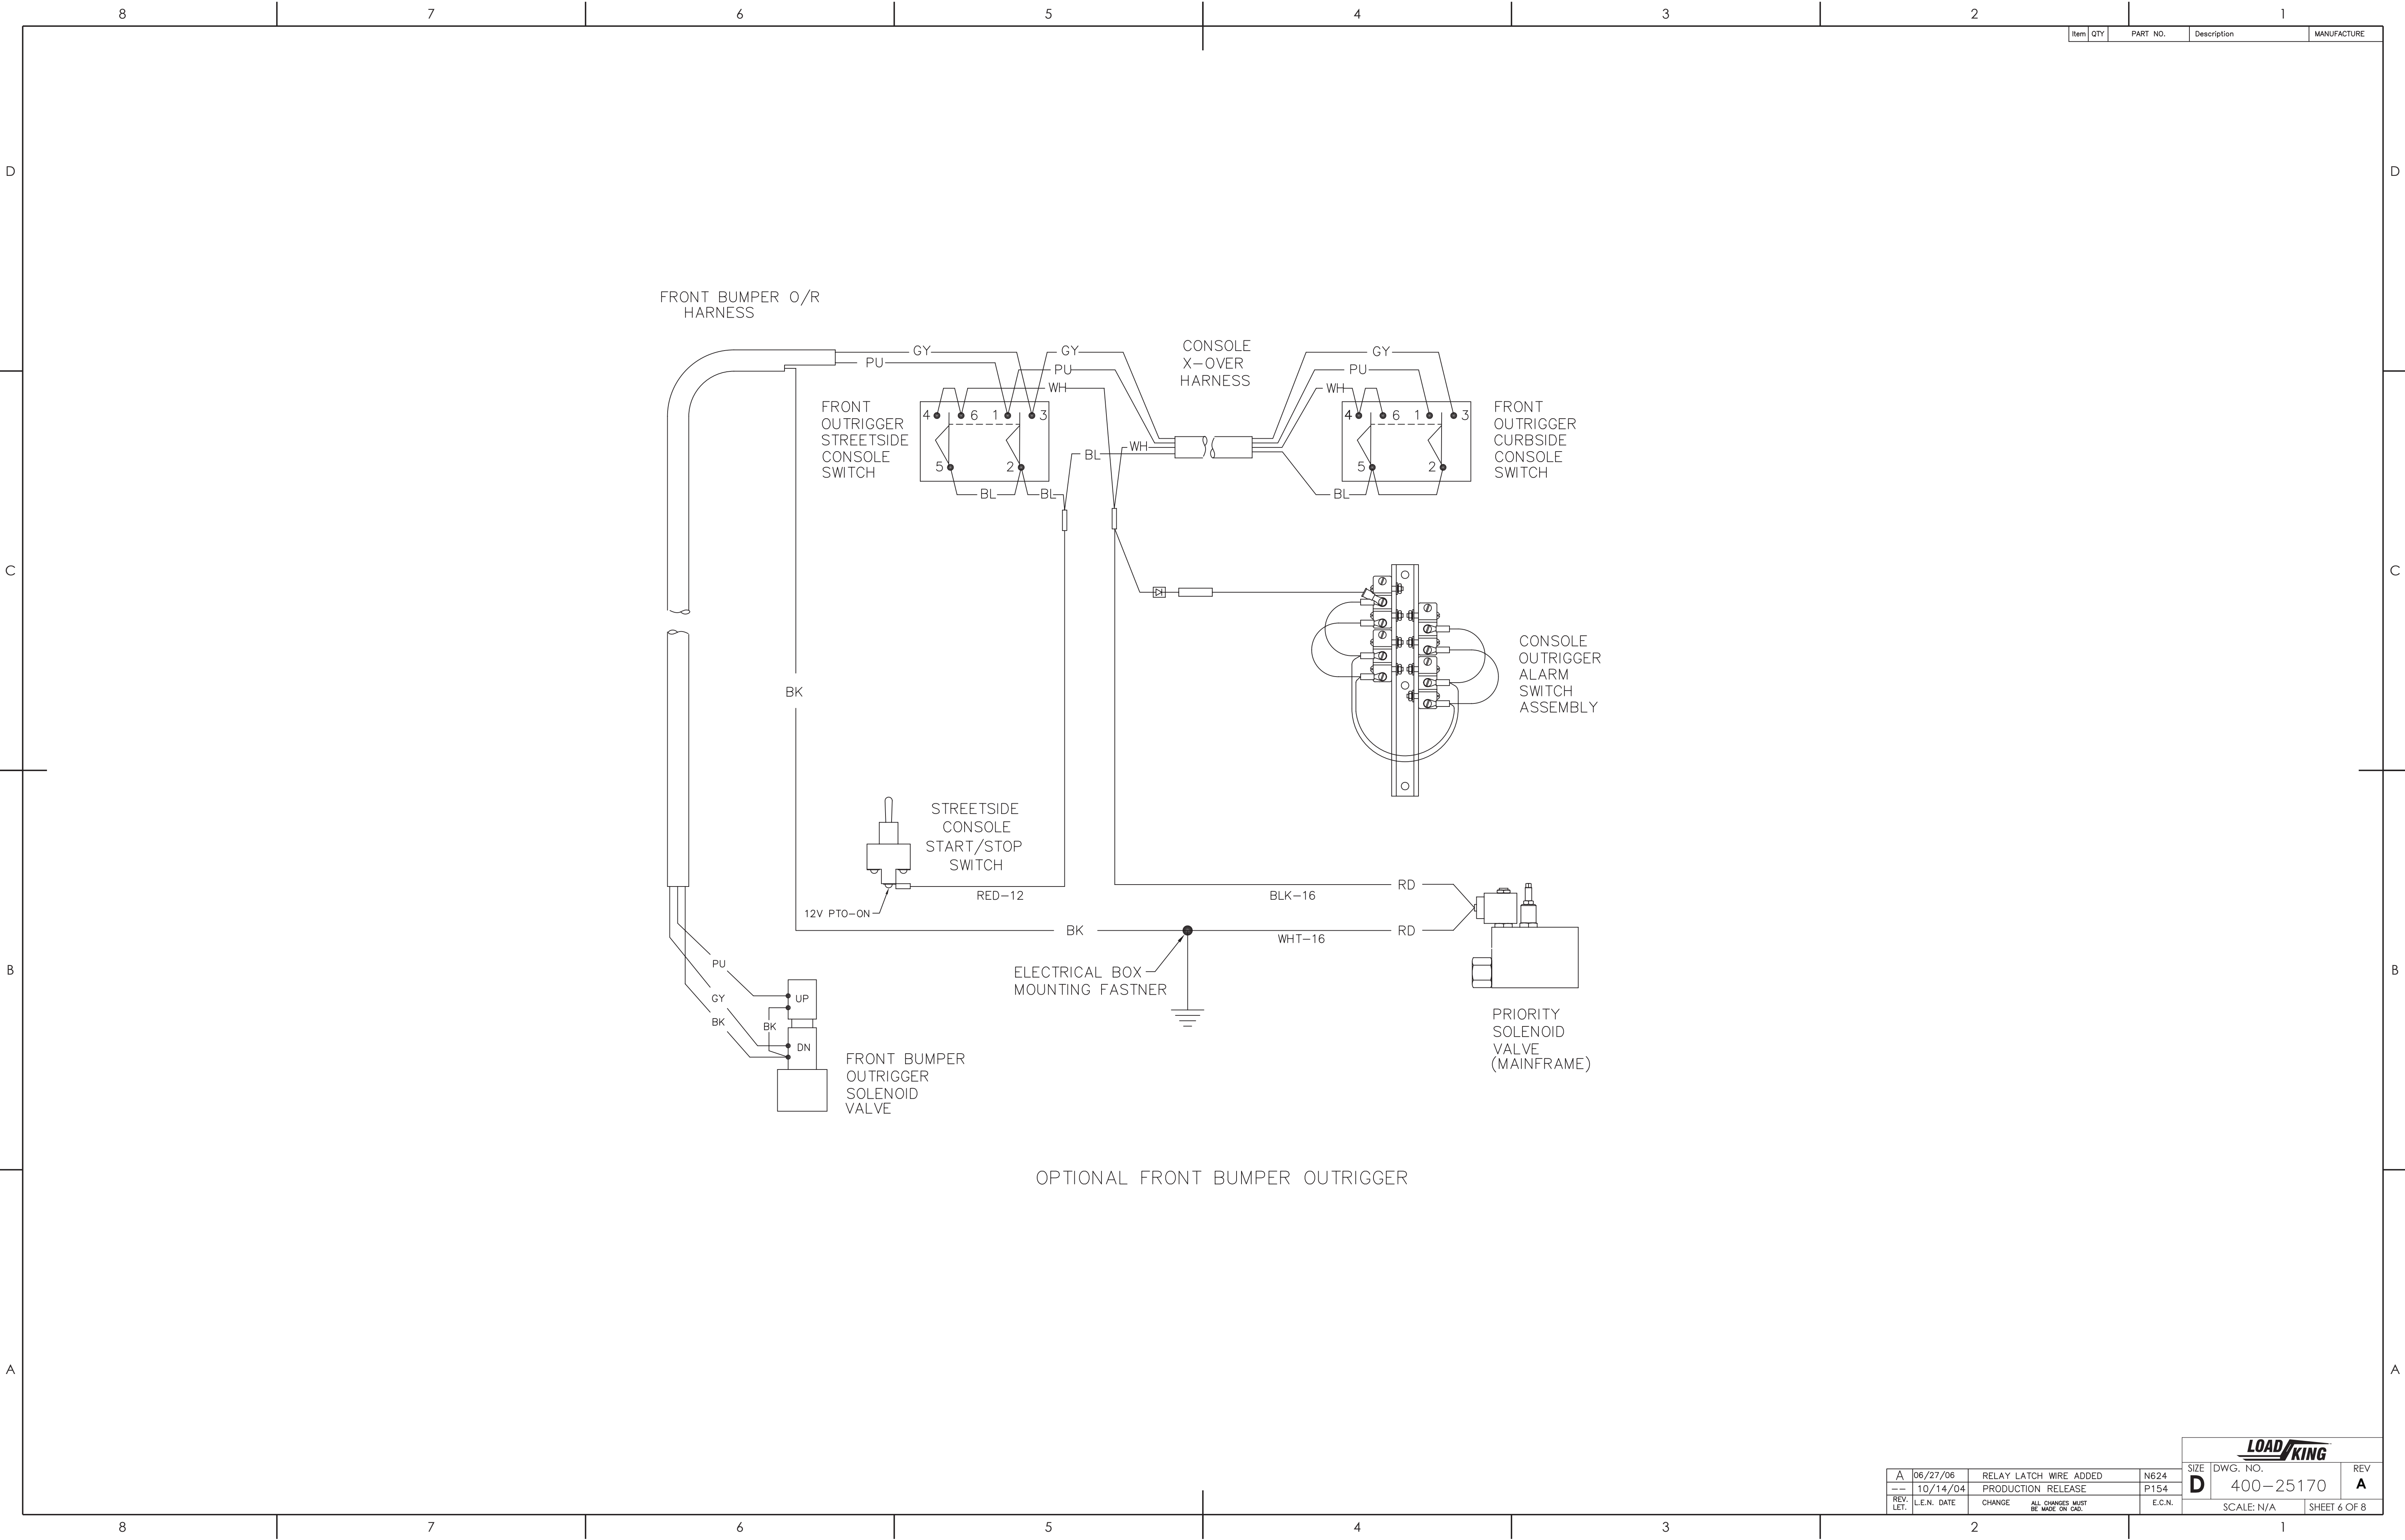 8 7 6 5 4 3 2 1
Item QTY PART NO. Description MANUFACTURE
D D
FRONT BUMPER O/R
HARNESS
GY
PU
GY
PU
WH
CONSOLE
X-OVER
HARNESS
GY
PU
WH
FRONT
OUTRIGGER
STREETSIDE
CONSOLE
SWITCH
4 6 1 3
5 2
BL
BL
BL
WH
4 6 1 3
5 2
BL
FRONT
OUTRIGGER
CURBSIDE
CONSOLE
SWITCH
C C
CONSOLE
OUTRIGGER
ALARM
SWITCH
ASSEMBLY
BK
STREETSIDE
CONSOLE
START/STOP
SWITCH
RED-12
12V PTO-ON
BLK-16
RD
BK
WHT-16
RD
ELECTRICAL BOX
MOUNTING FASTNER
B B
PU
GY
BK
BK
UP
DN
FRONT BUMPER
OUTRIGGER
SOLENOID
VALVE
PRIORITY
SOLENOID
VALVE
(MAINFRAME)
OPTIONAL FRONT BUMPER OUTRIGGER
A A
LOAD KING
A 06/27/06 RELAY LATCH WIRE ADDED N624
-- 10/14/04 PRODUCTION RELEASE P154
REV. LET. L.E.N. DATE CHANGE ALL CHANGES MUST BE MADE ON CAD. E.C.N.
SIZE DWG. NO. REV
D 400-25170 A
SCALE: N/A SHEET 6 OF 8
8 7 6 5 4 3 2 1